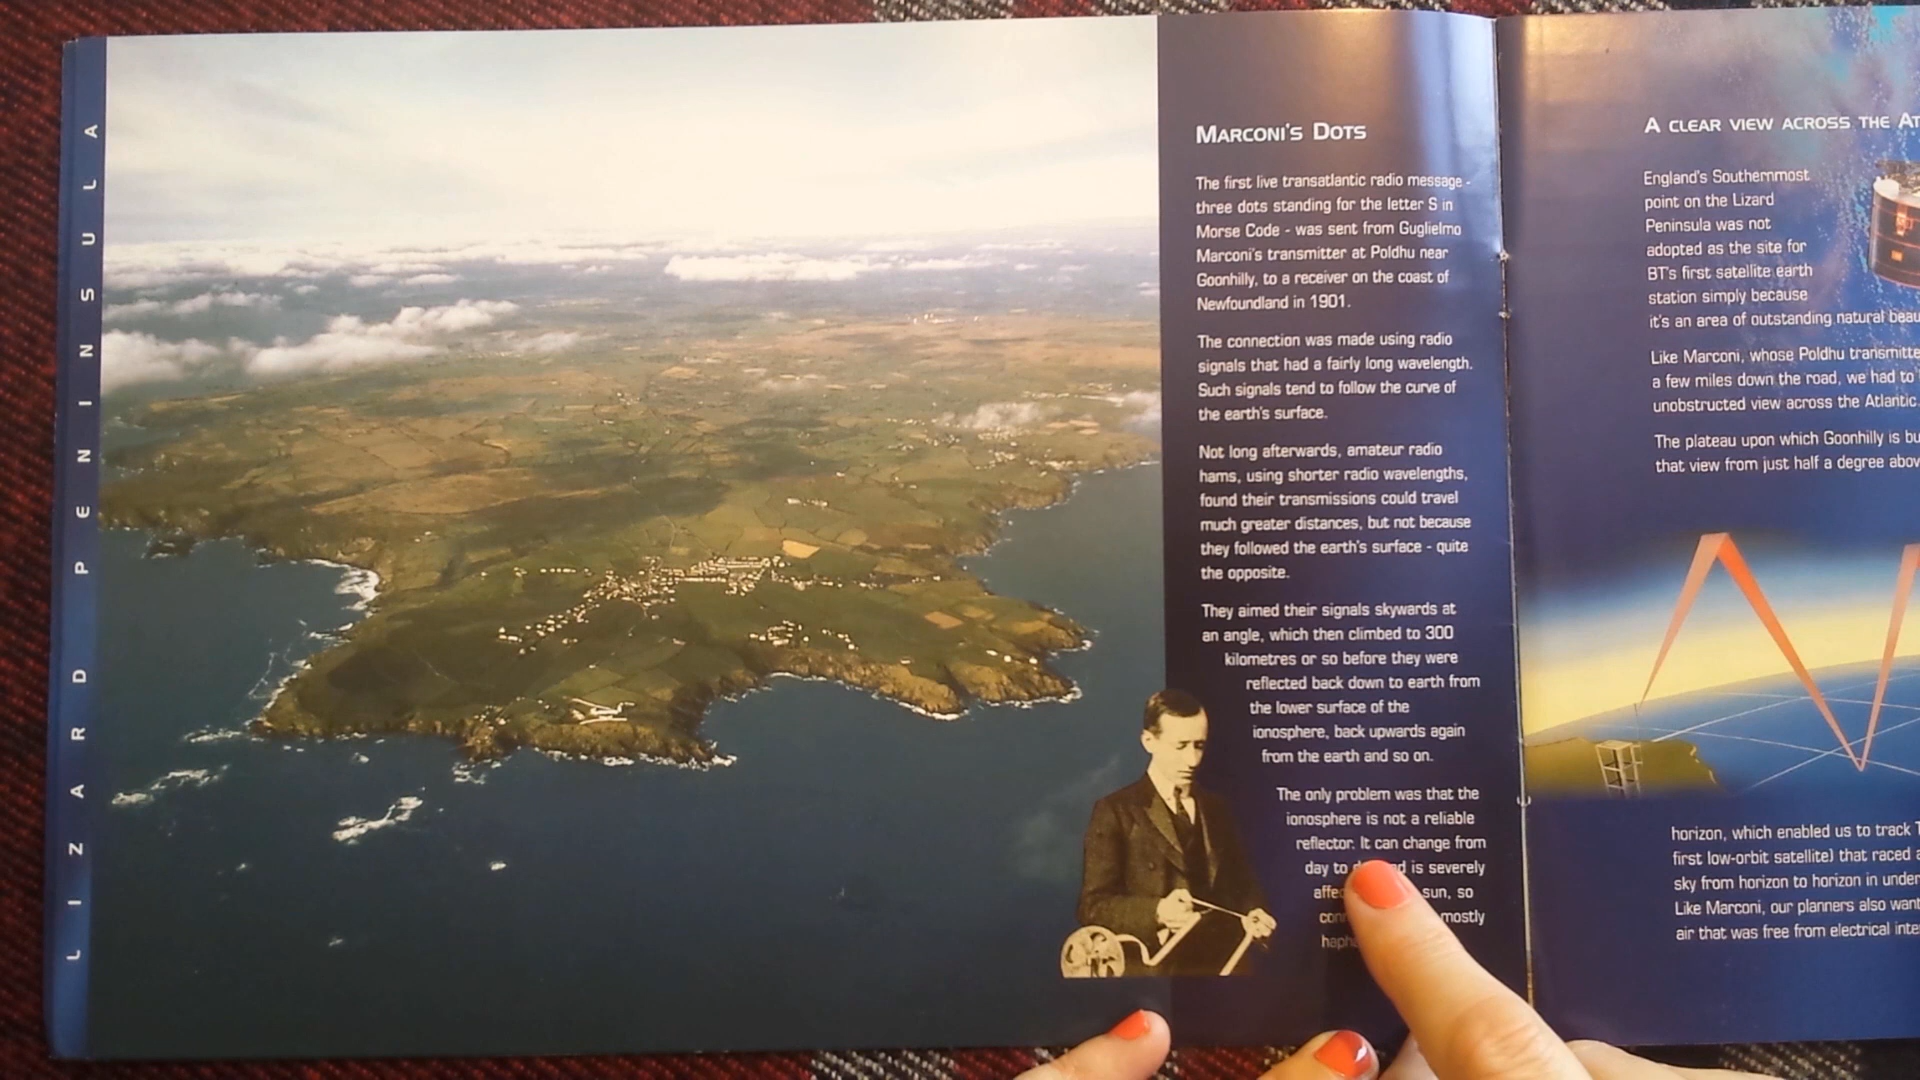 LIZARD PENINSULA
MARCONI'S DOTS
The first live transatlantic radio message -
three dots standing for the letter S in
Morse Code - was sent from Guglielmo
Marconi's transmitter at Poldhu near
Goonhilly, to a receiver on the coast of
Newfoundland in 1901.
The connection was made using radio
signals that had a fairly long wavelength.
Such signals tend to follow the curve of
the earth's surface.
Not long afterwards, amateur radio
hams, using shorter radio wavelengths,
found their transmissions could travel
much greater distances, but not because
they followed the earth's surface - quite
the opposite.
They aimed their signals skywards at
an angle, which then climbed to 300
kilometres or so before they were
reflected back down to earth from
the lower surface of the
ionosphere, back upwards again
from the earth and so on.
The only problem was that the
ionosphere is not a reliable
reflector. It can change from
day to is severely
sun, so
mostly
A CLEAR VIEW ACROSS THE
England's Southernmost
point on the Lizard
Peninsula was not
adopted as the site for
BT's first satellite earth
station simply because
it's an area of outstanding natural
Like Marconi, whose Poldhu
a few miles down the road, we had to
unobstructed view across the Atlantic.
The plateau upon which Goonhilly is
that view from just half a degree
horizon, which enabled us to track
first low-orbit satellite) that raced
sky from horizon to horizon in
Like Marconi, our planners also
air that was free from electrical